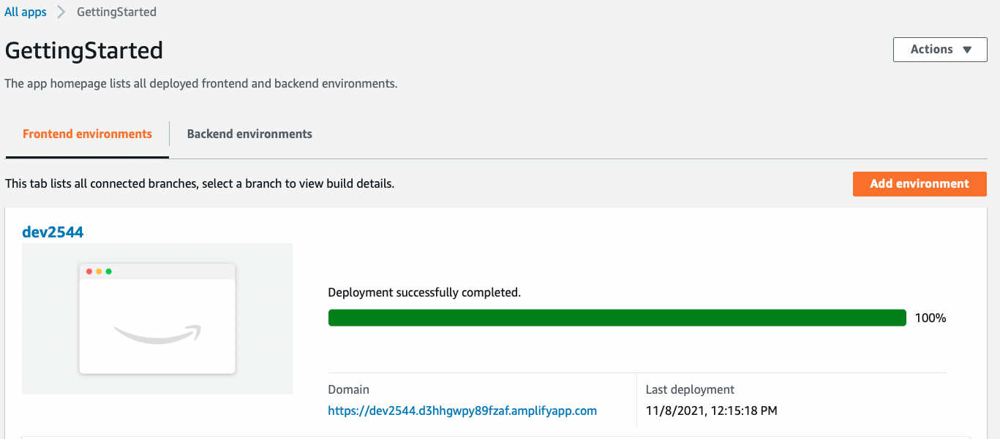 All apps > GettingStarted
GettingStarted
Actions ▼
The app homepage lists all deployed frontend and backend environments.
Frontend environments
Backend environments
This tab lists all connected branches, select a branch to view build details.
Add environment
dev2544
Deployment successfully completed.
100%
Domain
https://dev2544.d3hhgwpy89fzaf.amplifyapp.com
Last deployment
11/8/2021, 12:15:18 PM